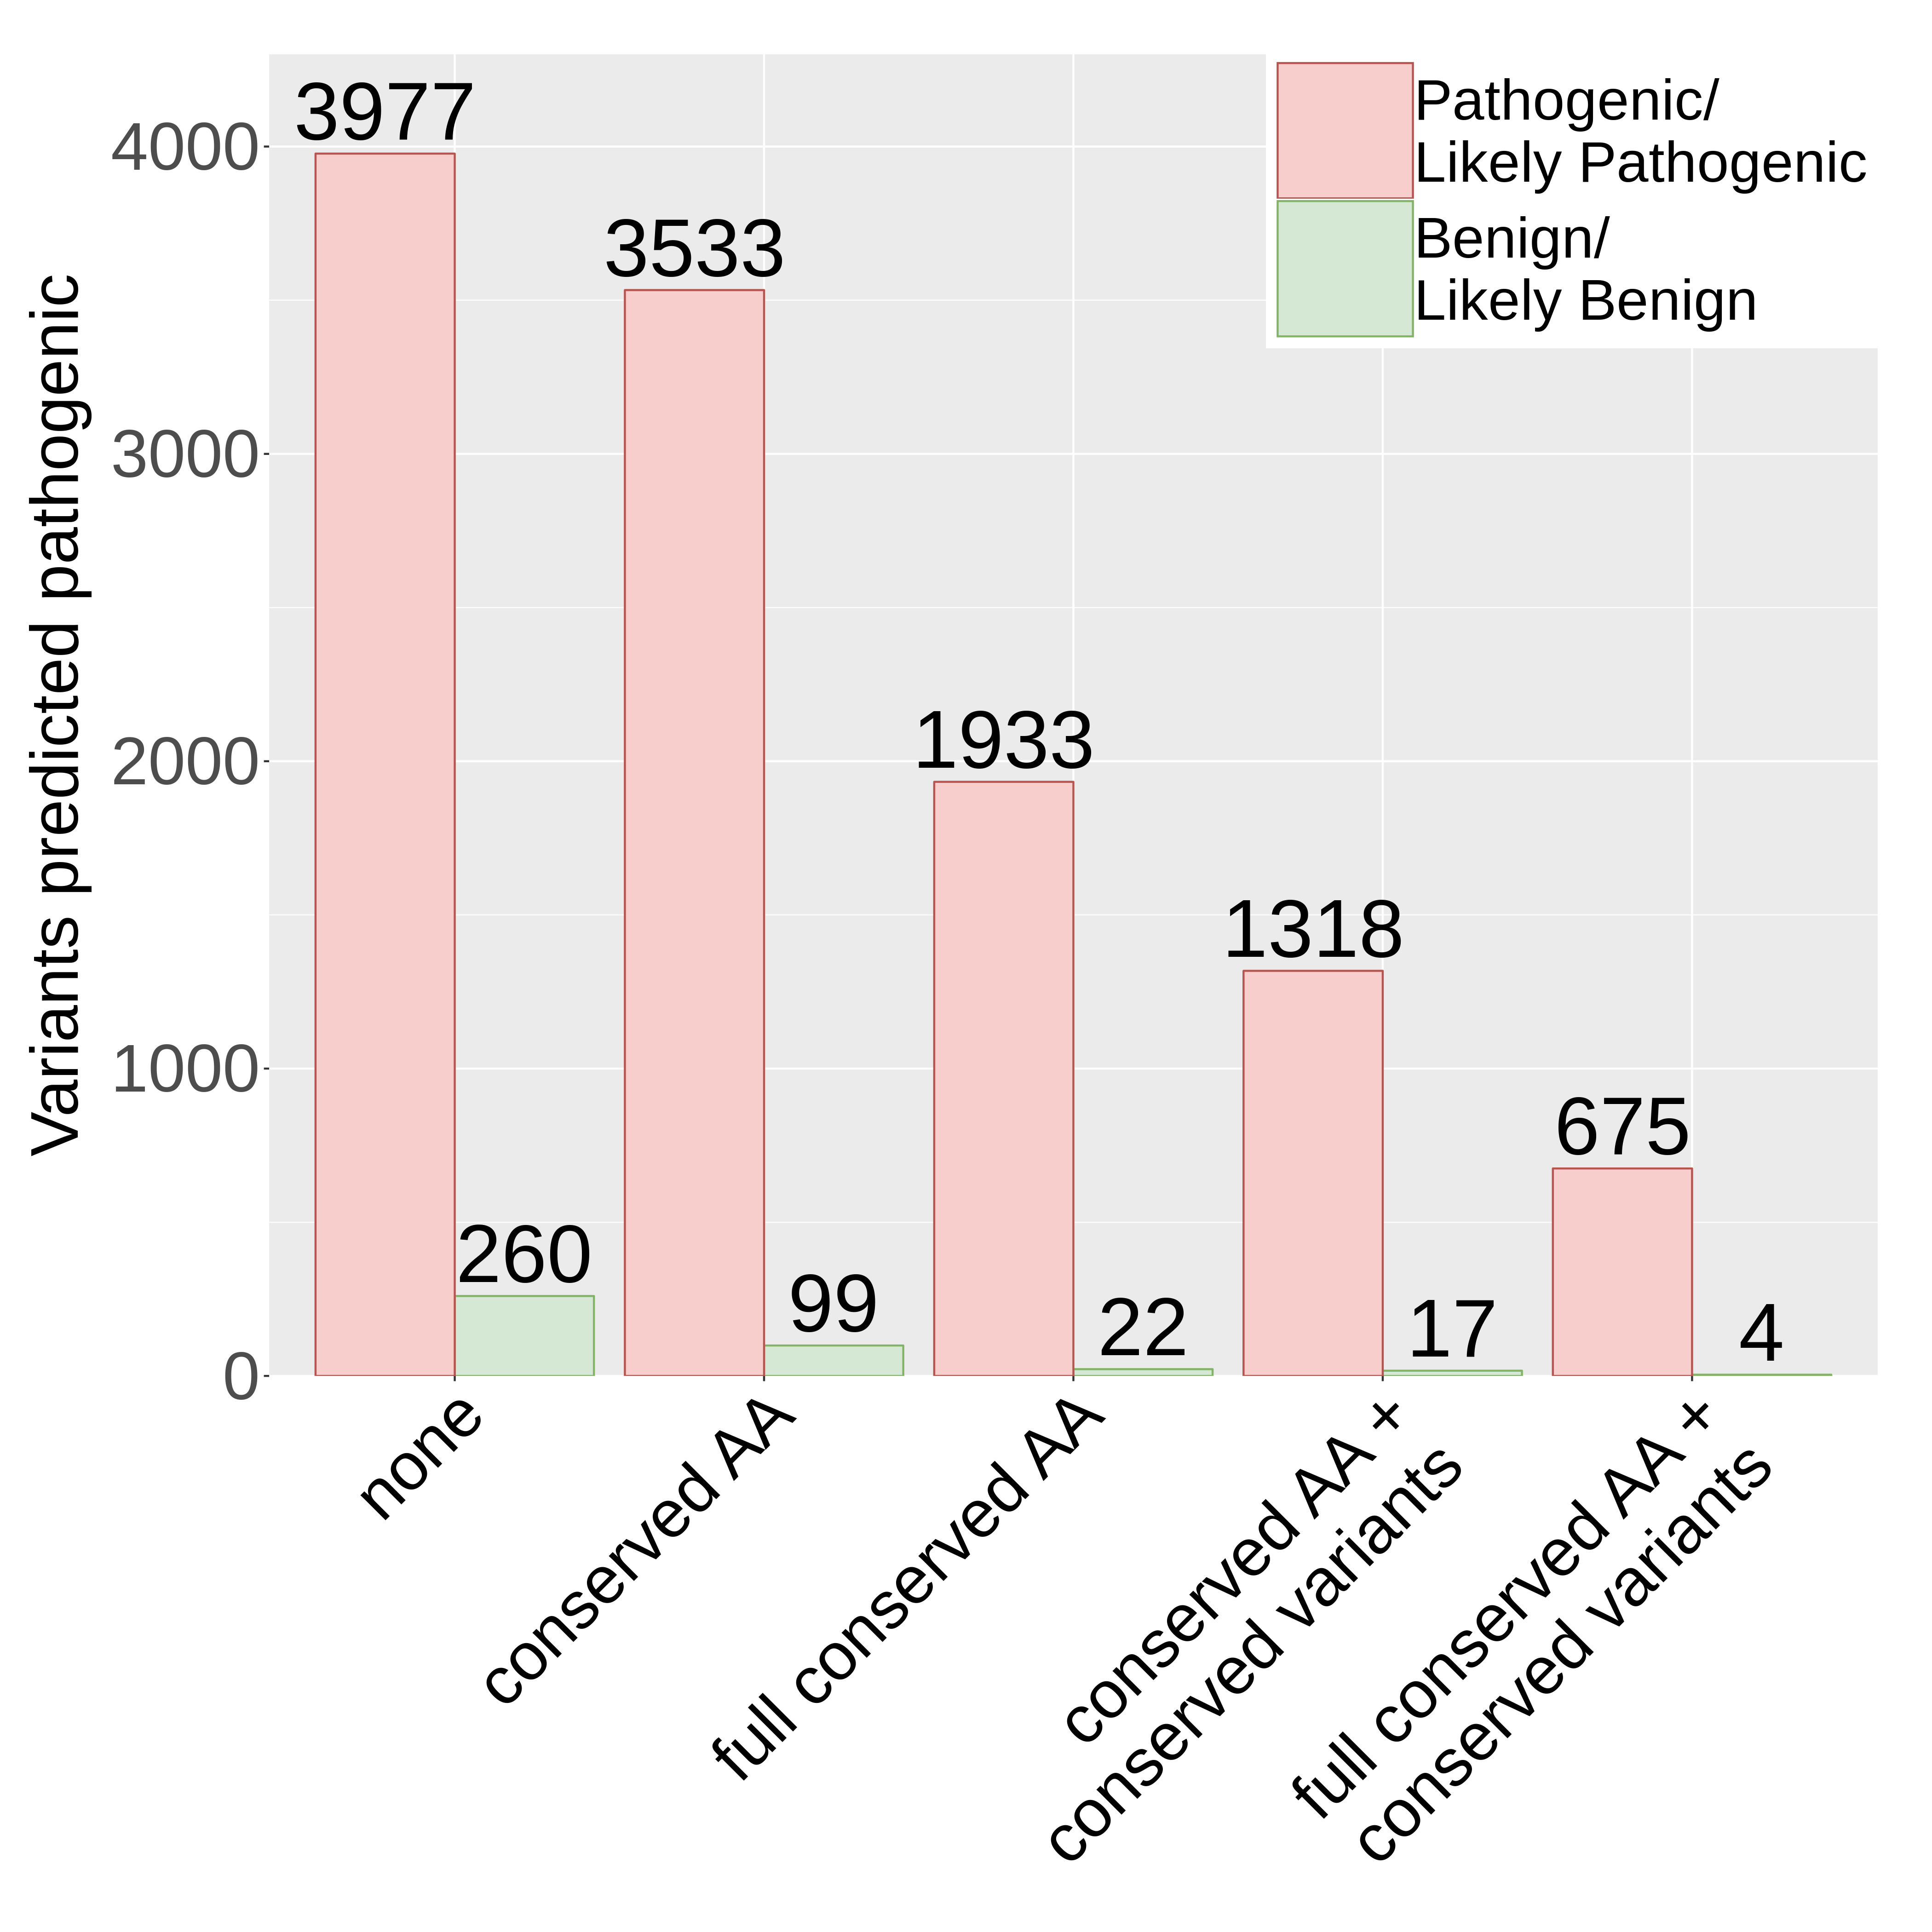 Variants predicted pathogenic
4000
3000
2000
1000
0
3977
260
3533
99
1933
22
1318
17
675
4
Pathogenic/
Likely Pathogenic
Benign/
Likely Benign
none
conserved AA
full conserved AA
conserved AA +
conserved variants
full conserved AA +
conserved variants